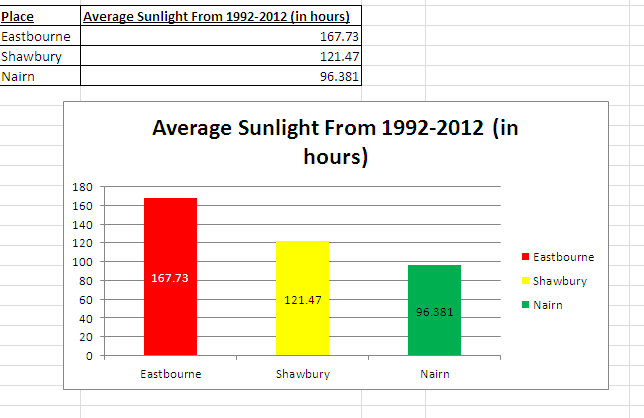 Place Average Sunlight From 1992-2012 (in hours)
Eastbourne 167.73
Shawbury 121.47
Nairn 96.381
Average Sunlight From 1992-2012 (in
hours)
180
160
140
120
100
80
60
40
20
0
167.73
121.47
96.381
Eastbourne
Shawbury
Nairn
Eastbourne Shawbury Nairn